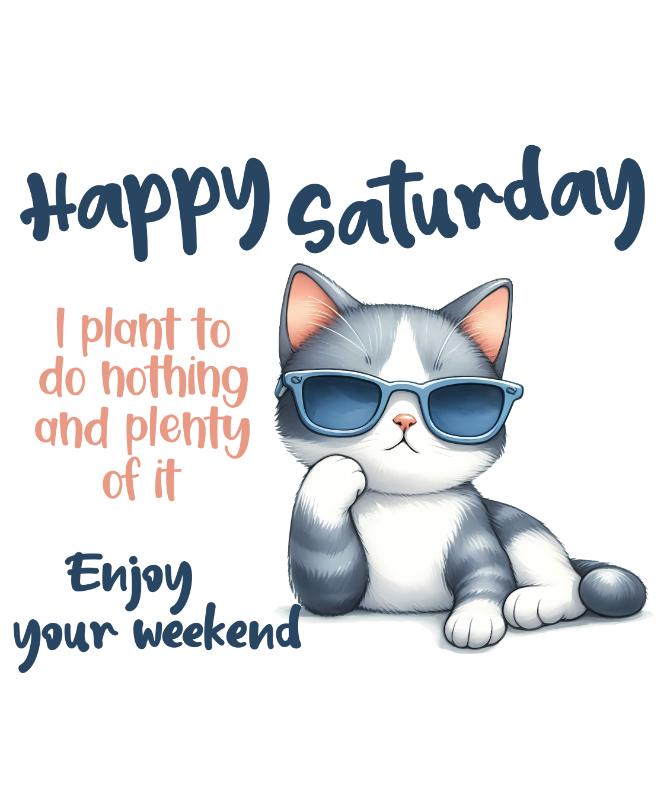 Happy Saturday
I plant to
do nothing
and plenty
of it
Enjoy
your weekend